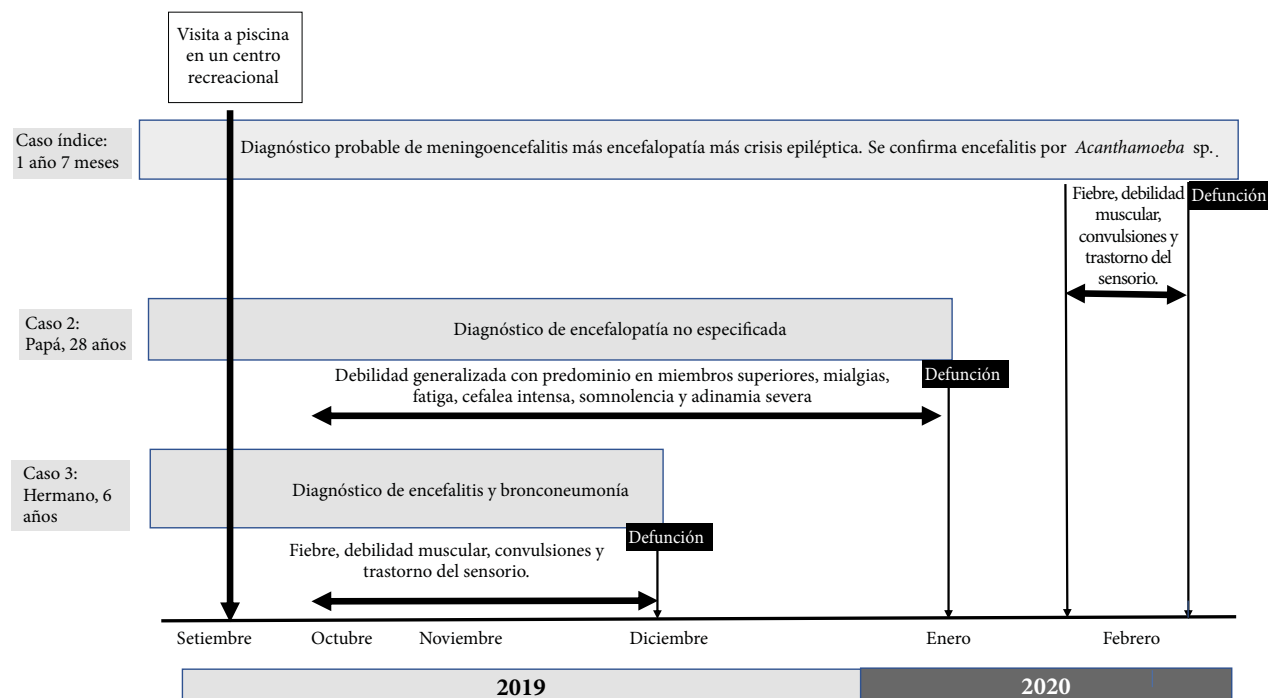 Visita a piscina
en un centro
recreacional
Caso índice:
1 año 7 meses
Diagnóstico probable de meningoencefalitis más encefalopatía más crisis epiléptica. Se confirma encefalitis por Acanthamoeba sp..
Fiebre, debilidad
muscular,
convulsiones y
trastorno del
sensorio.
Defunción
Caso 2:
Papá, 28 años
Diagnóstico de encefalopatía no especificada
Defunción
Debilidad generalizada con predominio en miembros superiores, mialgias,
fatiga, cefalea intensa, somnolencia y adinamia severa
Caso 3:
Hermano, 6
años
Diagnóstico de encefalitis y bronconeumonía
Defunción
Fiebre, debilidad muscular, convulsiones y
trastorno del sensorio.
Setiembre Octubre Noviembre Diciembre Enero Febrero
2019 2020